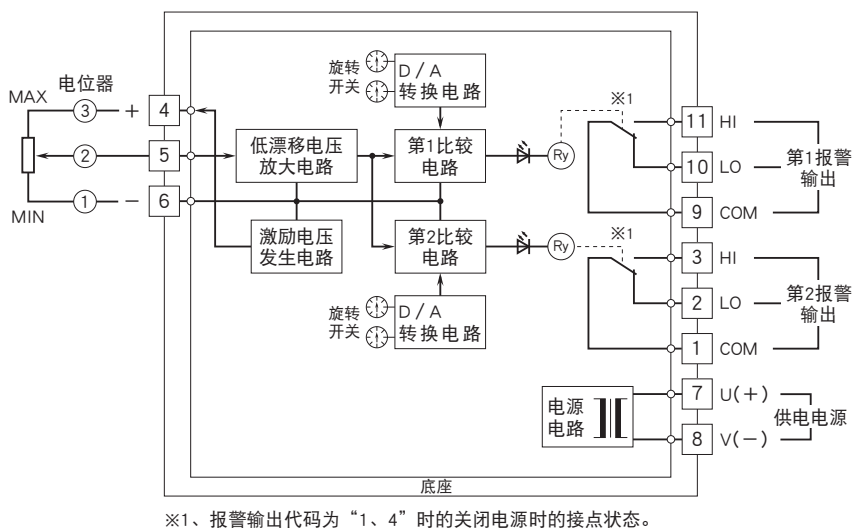 旋转
开关
D / A
转换电路
※1
电位器
MAX
3
+
4
11
HI
低漂移电压
放大电路
第1比较
电路
Ry
2
5
10
LO
第1报警
输出
MIN
1
−
6
9
COM
激励电压
发生电路
第2比较
电路
Ry
※1
3
HI
旋转
开关
D / A
转换电路
2
LO
第2报警
输出
1
COM
电源
电路
7
U(+)
供电电源
8
V(−)
底座
※1、报警输出代码为“1、4”时的关闭电源时的接点状态。